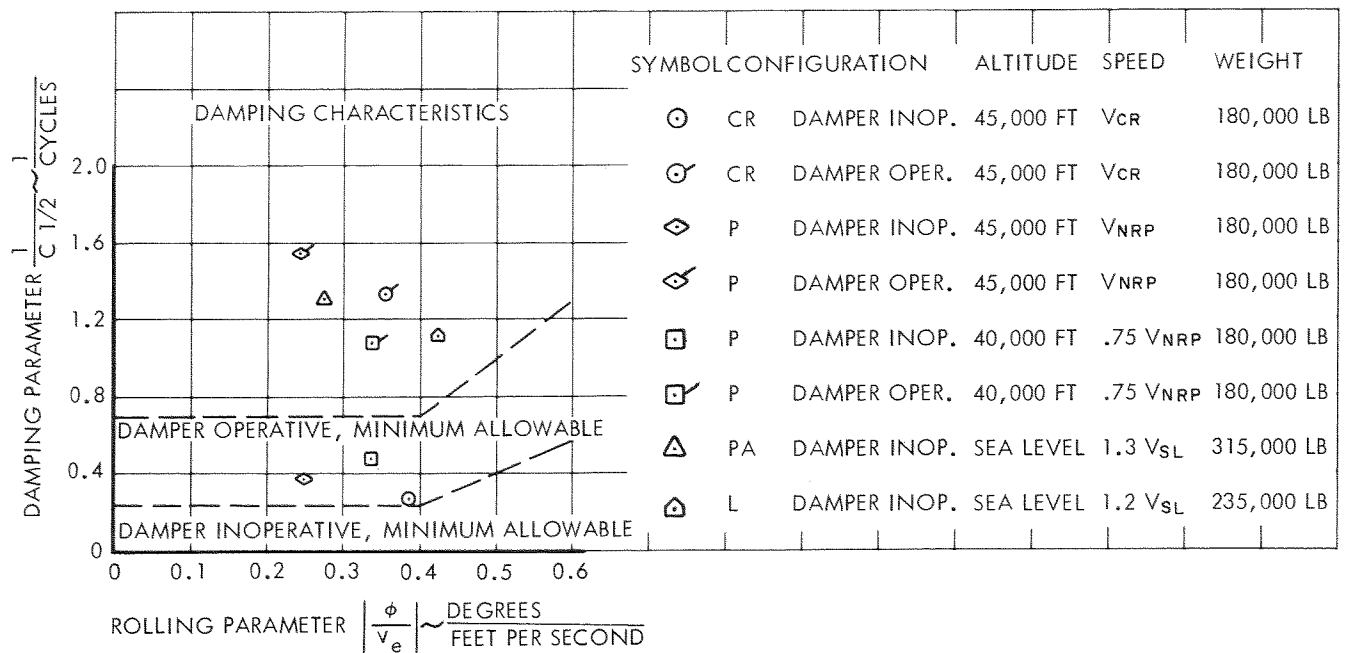 DAMPING CHARACTERISTICS
DAMPING PARAMETER 1/C 1/2 ~ 1/CYCLES
2.0
1.6
1.2
0.8
0.4
0
DAMPER OPERATIVE, MINIMUM ALLOWABLE
DAMPER INOPERATIVE, MINIMUM ALLOWABLE
0 0.1 0.2 0.3 0.4 0.5 0.6
ROLLING PARAMETER |ϕ/Ve| ~ DEGREES/FEET PER SECOND
SYMBOL CONFIGURATION ALTITUDE SPEED WEIGHT
CR DAMPER INOP. 45,000 FT VCR 180,000 LB
CR DAMPER OPER. 45,000 FT VCR 180,000 LB
P DAMPER INOP. 45,000 FT VNRP 180,000 LB
P DAMPER OPER. 45,000 FT VNRP 180,000 LB
P DAMPER INOP. 40,000 FT .75 VNRP 180,000 LB
P DAMPER OPER. 40,000 FT .75 VNRP 180,000 LB
PA DAMPER INOP. SEA LEVEL 1.3 VSL 315,000 LB
L DAMPER INOP. SEA LEVEL 1.2 VSL 235,000 LB